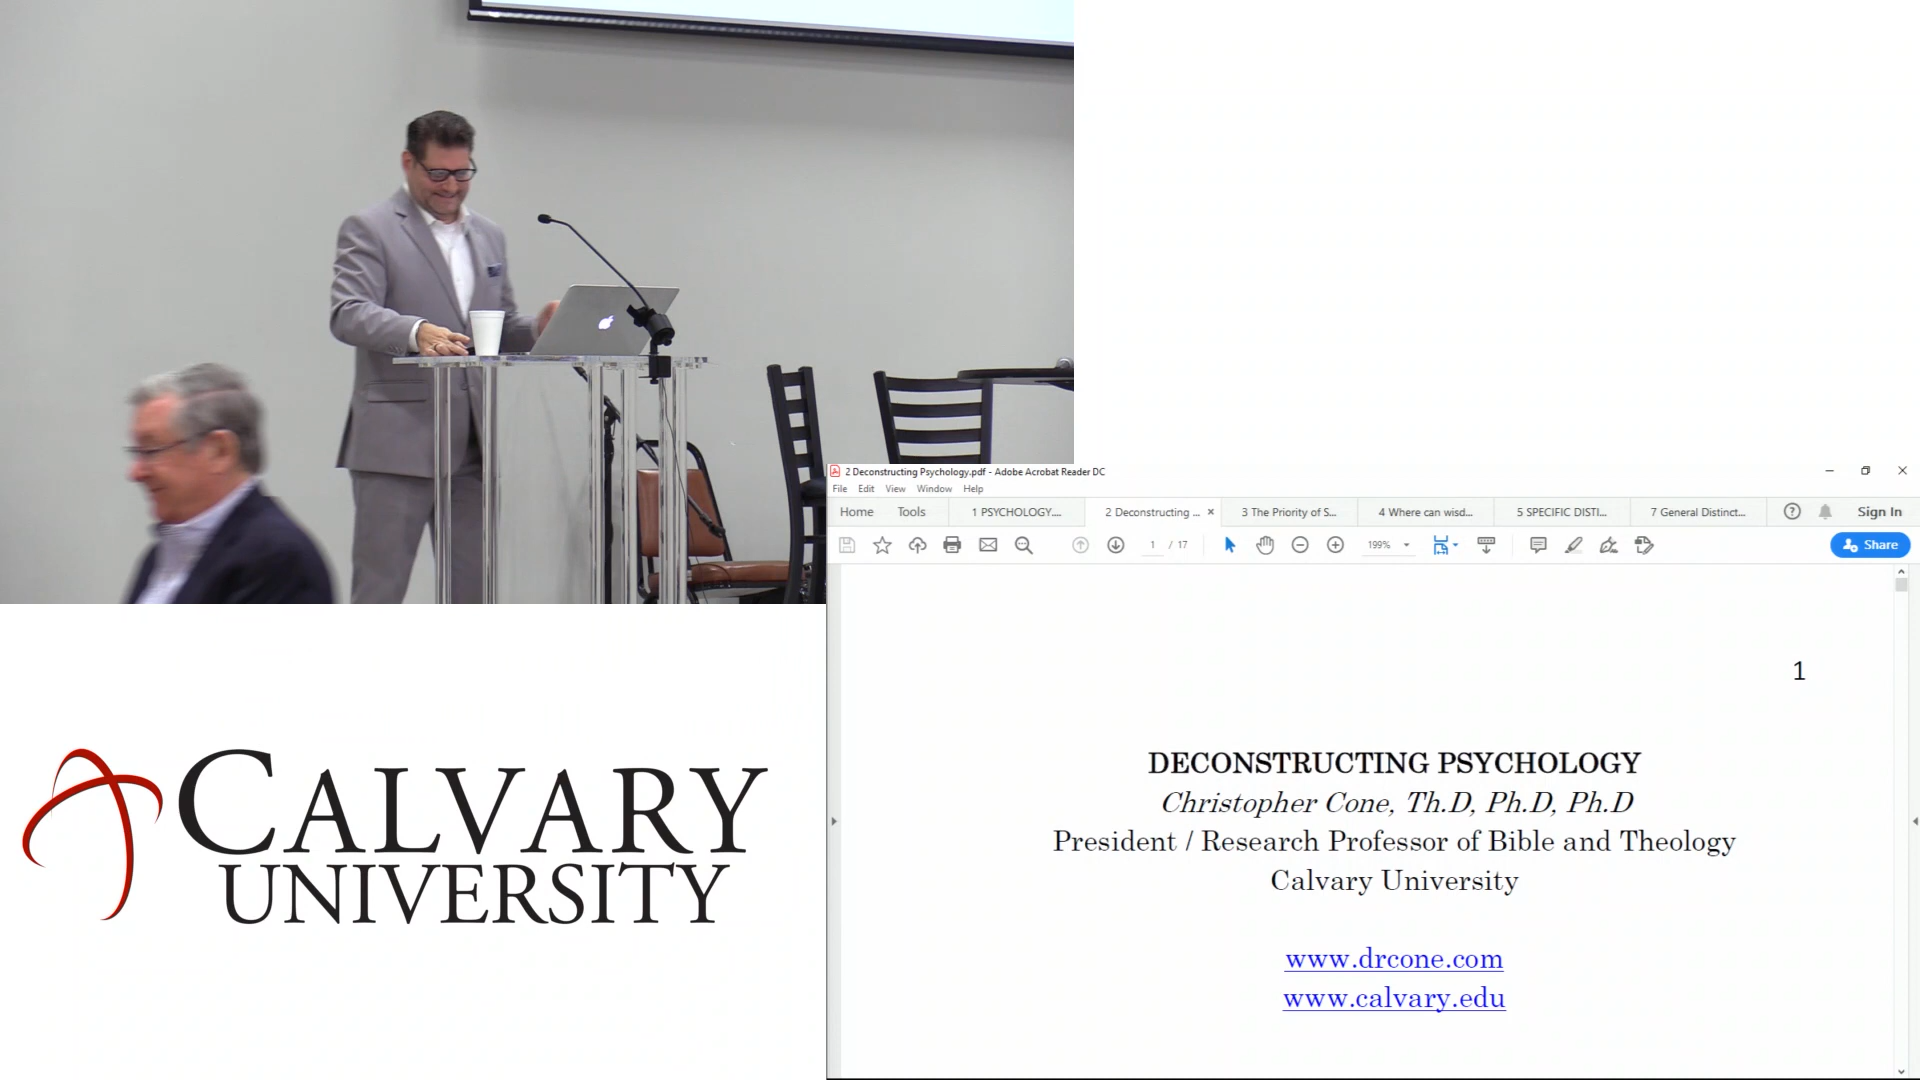 2 Deconstructing Psychology.pdf - Adobe Acrobat Reader DC
File Edit View Window Help
Home Tools 1 PSYCHOLOGY.... 2 Deconstructing ... 3 The Priority of S... 4 Where can wisd... 5 SPECIFIC DISTI... 7 General Distinct... Sign In
1 / 17 199% Share
1
DECONSTRUCTING PSYCHOLOGY
Christopher Cone, Th.D, Ph.D, Ph.D
President / Research Professor of Bible and Theology
Calvary University
www.drcone.com
www.calvary.edu
CALVARY
UNIVERSITY